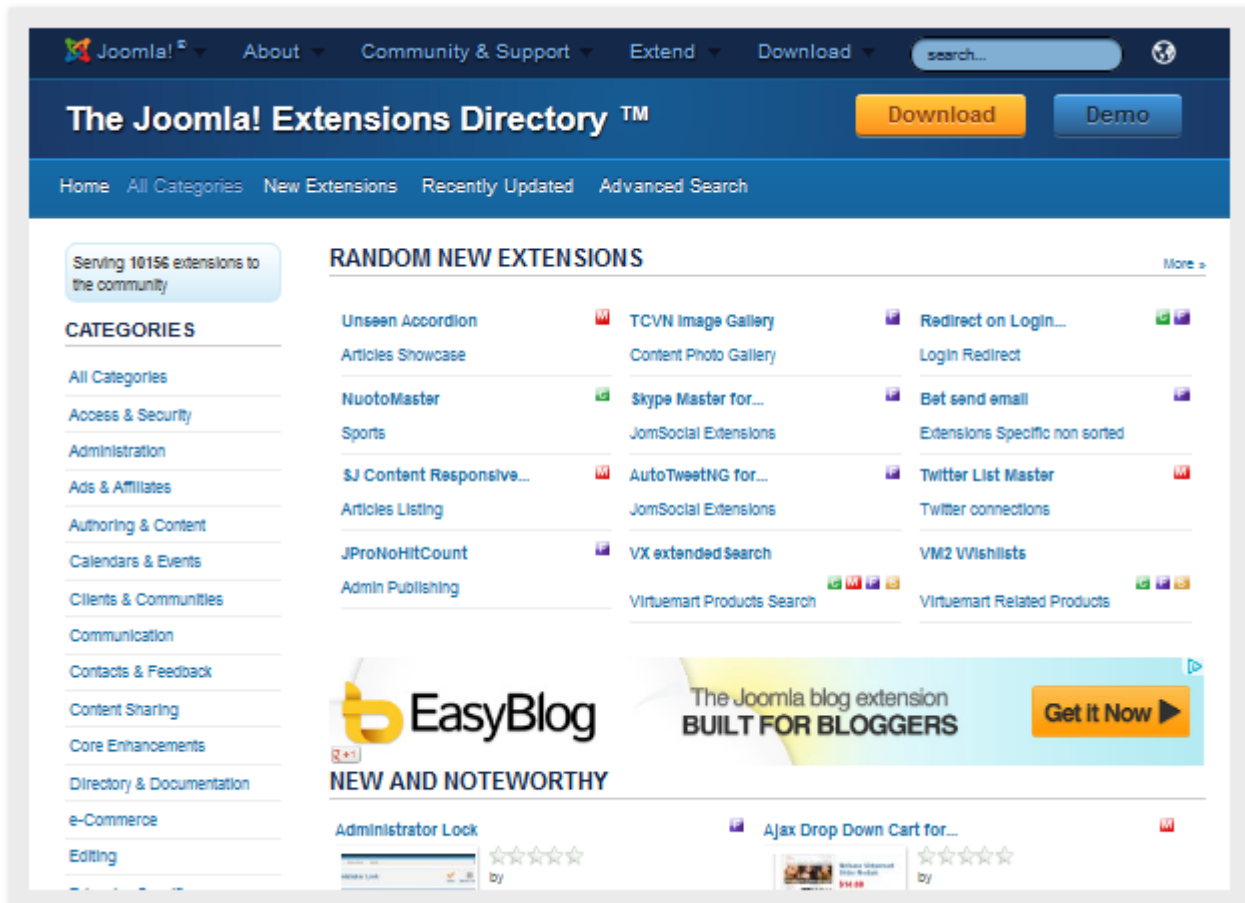 Joomla!® About Community & Support Extend Download search...
The Joomla! Extensions Directory ™ Download Demo
Home All Categories New Extensions Recently Updated Advanced Search
Serving 10156 extensions to
the community
CATEGORIES
All Categories
Access & Security
Administration
Ads & Affiliates
Authoring & Content
Calendars & Events
Clients & Communities
Communication
Contacts & Feedback
Content Sharing
Core Enhancements
Directory & Documentation
e-Commerce
Editing
RANDOM NEW EXTENSIONS More »
Unseen Accordion M TCVN Image Gallery P Redirect on Login... C P
Articles Showcase Content Photo Gallery Login Redirect
NuotoMaster C Skype Master for... P Bet send email P
Sports JomSocial Extensions Extensions Specific non sorted
SJ Content Responsive... M AutoTweetNG for... P Twitter List Master M
Articles Listing JomSocial Extensions Twitter connections
JProNoHitCount P VX extended Search VM2 Wishlists
Admin Publishing C M P S C P S
Virtuemart Products Search Virtuemart Related Products
EasyBlog The Joomla blog extension
BUILT FOR BLOGGERS Get it Now
g +1
NEW AND NOTEWORTHY
Administrator Lock P Ajax Drop Down Cart for... M
by by
$14.00